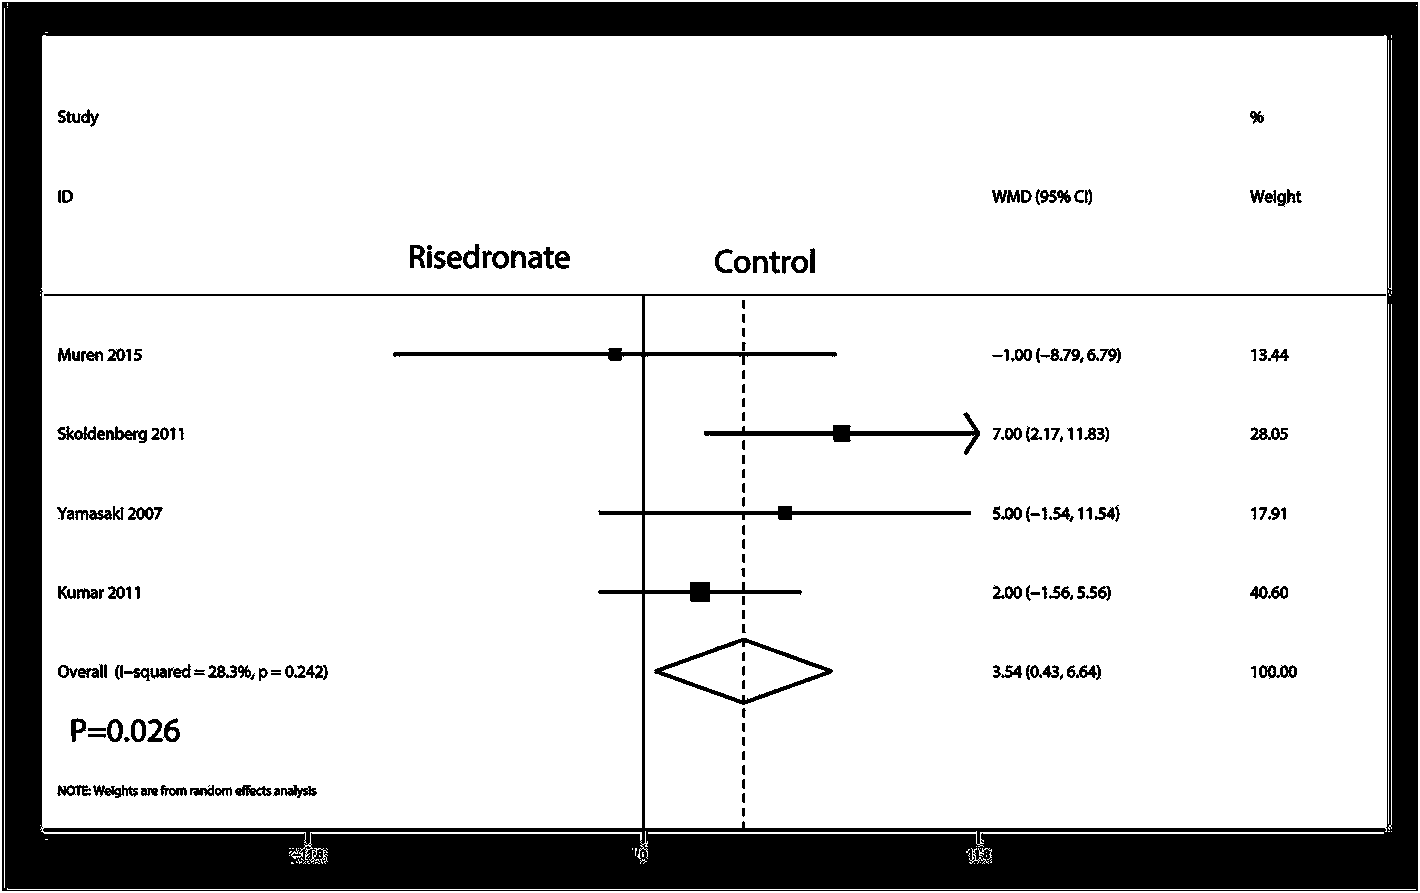 Study %
ID WMD (95% CI) Weight
Risedronate Control
Muren 2015 −1.00 (−8.79, 6.79) 13.44
Skoldenberg 2011 7.00 (2.17, 11.83) 28.05
Yamasaki 2007 5.00 (−1.54, 11.54) 17.91
Kumar 2011 2.00 (−1.56, 5.56) 40.60
Overall (I−squared = 28.3%, p = 0.242) 3.54 (0.43, 6.64) 100.00
P=0.026
NOTE: Weights are from random effects analysis
0